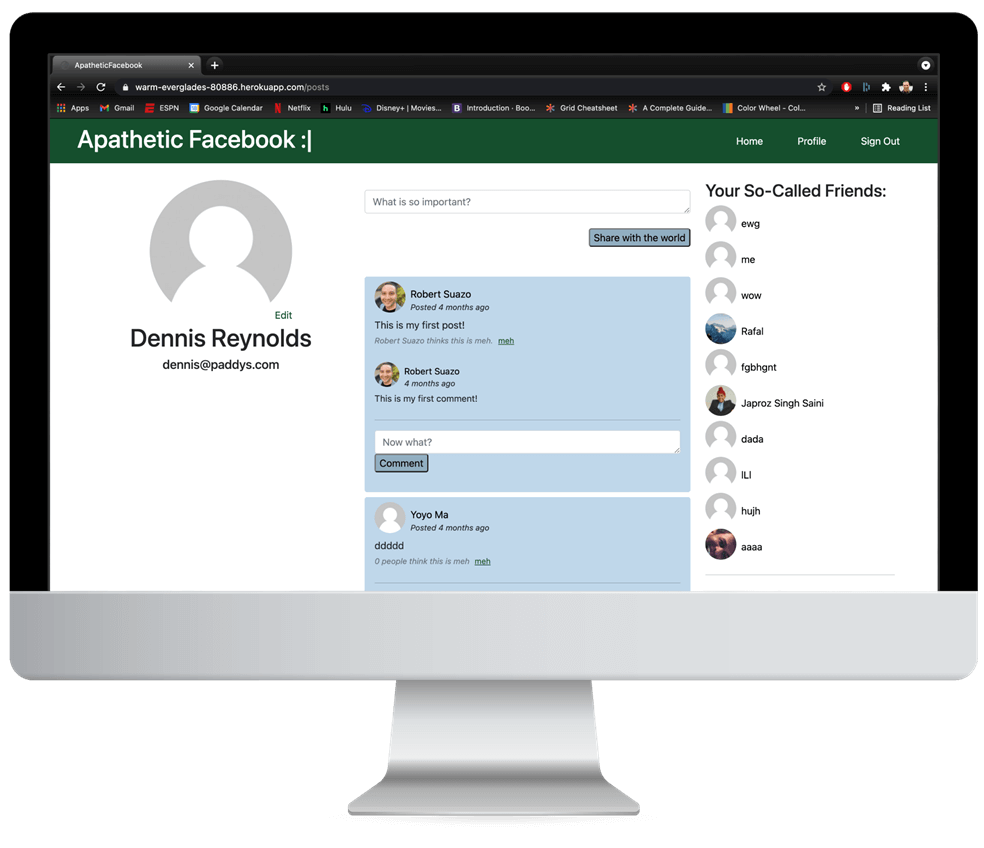 ApatheticFacebook
warm-everglades-80886.herokuapp.com/posts
Apps Gmail ESPN Google Calendar Netflix Hulu Disney+ | Movies... Introduction · Boo... Grid Cheatsheet A Complete Guide... Color Wheel - Col... » Reading List
Apathetic Facebook :|
Home Profile Sign Out
Edit
Dennis Reynolds
dennis@paddys.com
What is so important?
Share with the world
Robert Suazo
Posted 4 months ago
This is my first post!
Robert Suazo thinks this is meh. meh
Robert Suazo
4 months ago
This is my first comment!
Now what?
Comment
Yoyo Ma
Posted 4 months ago
ddddd
0 people think this is meh meh
Your So-Called Friends:
ewg
me
wow
Rafal
fgbhgnt
Japroz Singh Saini
dada
lLl
hujh
aaaa